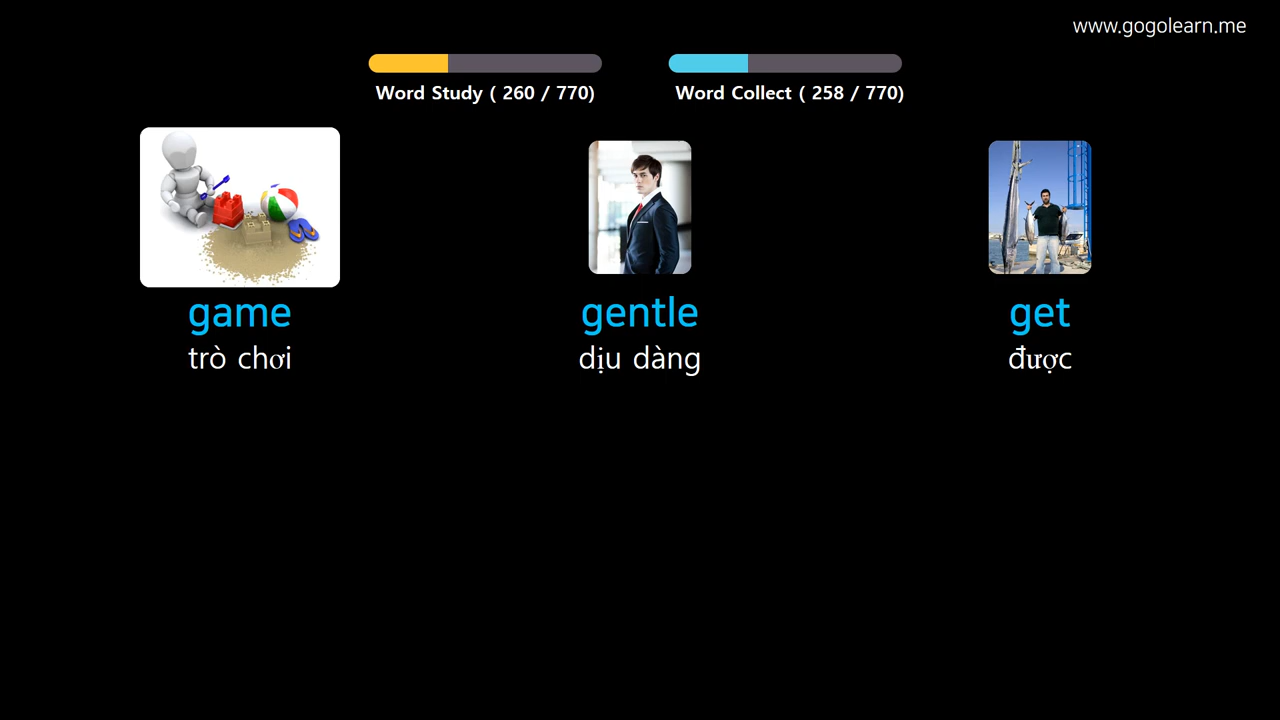 www.gogolearn.me
Word Study ( 260 / 770)
Word Collect ( 258 / 770)
game
trò chơi
gentle
dịu dàng
get
được